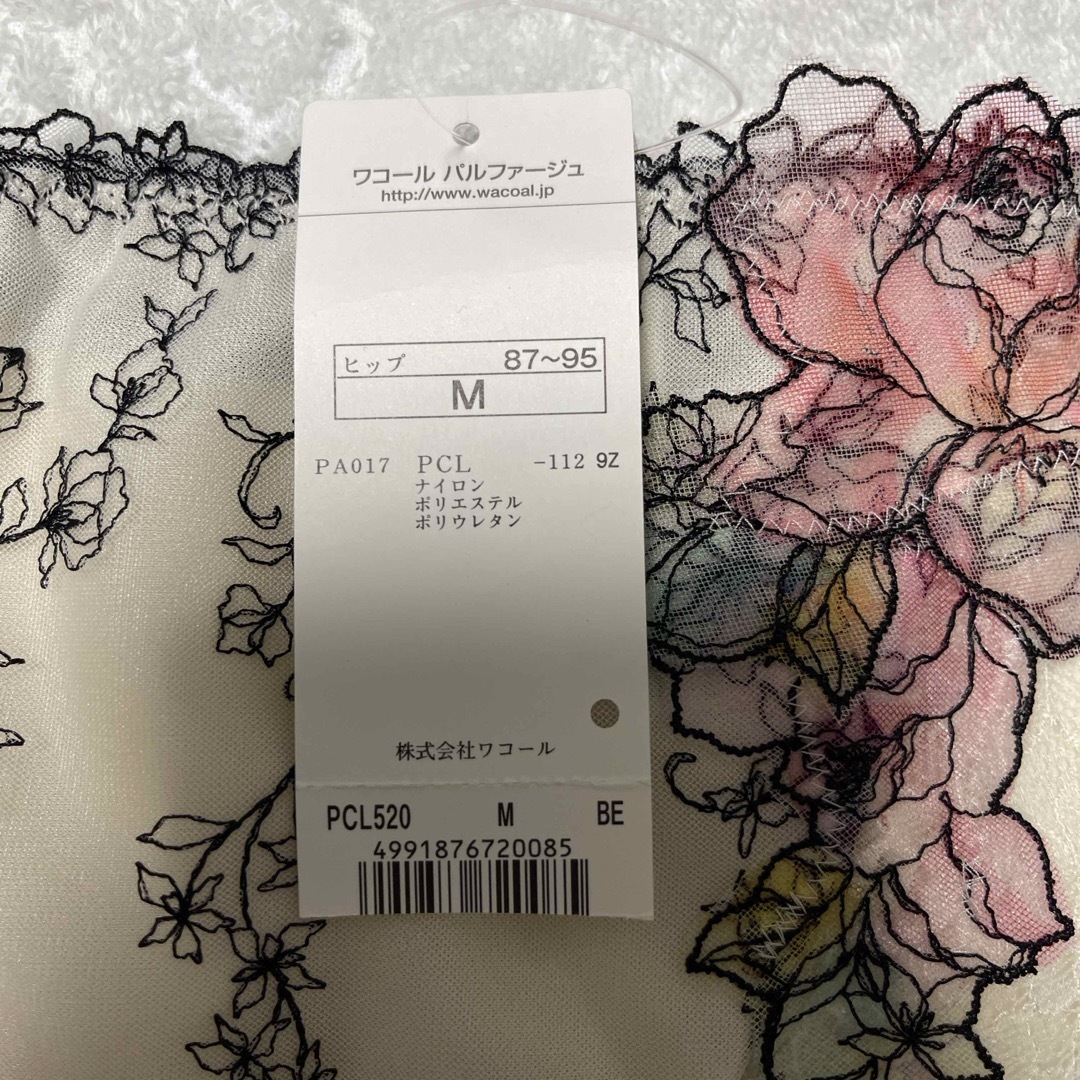 ワコール パルファージュ
http://www.wacoal.jp
ヒップ 87~95
M
PA017 PCL -112 9Z
ナイロン
ポリエステル
ポリウレタン
株式会社ワコール
PCL520 M BE
4991876720085